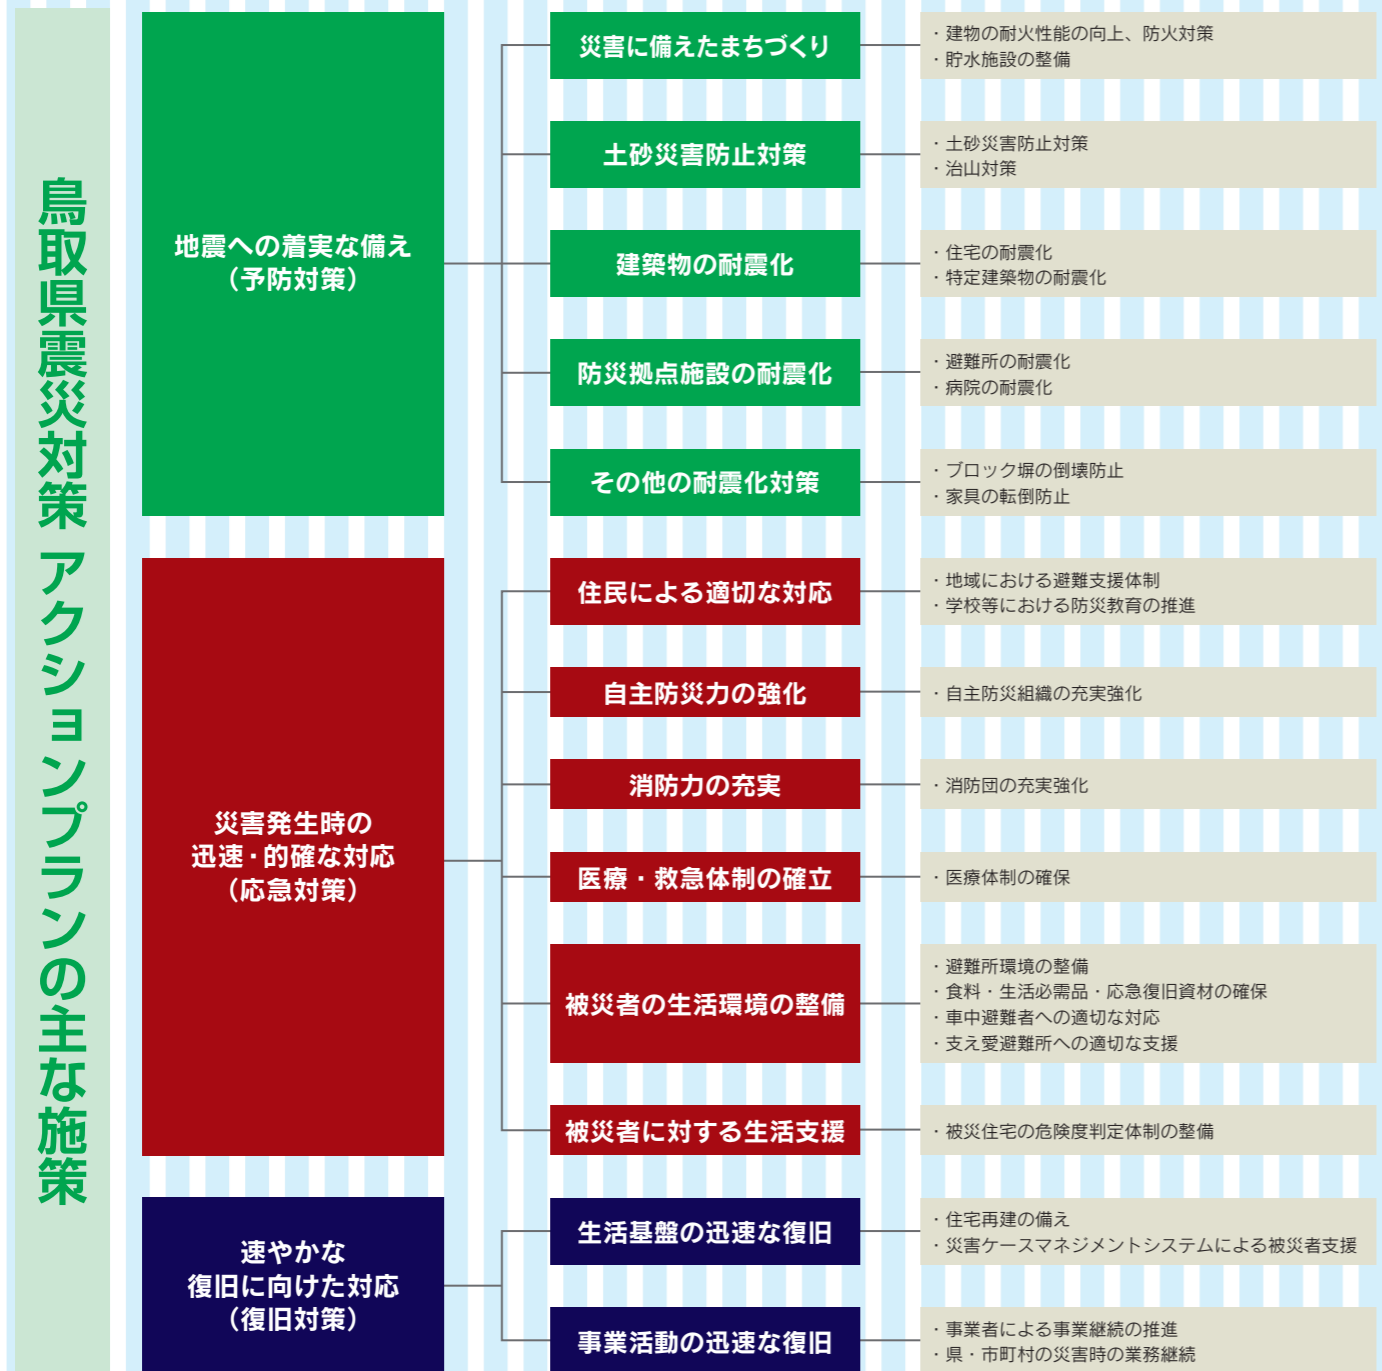 鳥取県震災対策 アクションプランの主な施策
地震への着実な備え
（予防対策）
災害に備えたまちづくり
・建物の耐火性能の向上、防火対策
・貯水施設の整備
土砂災害防止対策
・土砂災害防止対策
・治山対策
建築物の耐震化
・住宅の耐震化
・特定建築物の耐震化
防災拠点施設の耐震化
・避難所の耐震化
・病院の耐震化
その他の耐震化対策
・ブロック塀の倒壊防止
・家具の転倒防止
災害発生時の
迅速・的確な対応
（応急対策）
住民による適切な対応
・地域における避難支援体制
・学校等における防災教育の推進
自主防災力の強化
・自主防災組織の充実強化
消防力の充実
・消防団の充実強化
医療・救急体制の確立
・医療体制の確保
被災者の生活環境の整備
・避難所環境の整備
・食料・生活必需品・応急復旧資材の確保
・車中避難者への適切な対応
・支え愛避難所への適切な支援
被災者に対する生活支援
・被災住宅の危険度判定体制の整備
速やかな
復旧に向けた対応
（復旧対策）
生活基盤の迅速な復旧
・住宅再建の備え
・災害ケースマネジメントシステムによる被災者支援
事業活動の迅速な復旧
・事業者による事業継続の推進
・県・市町村の災害時の業務継続